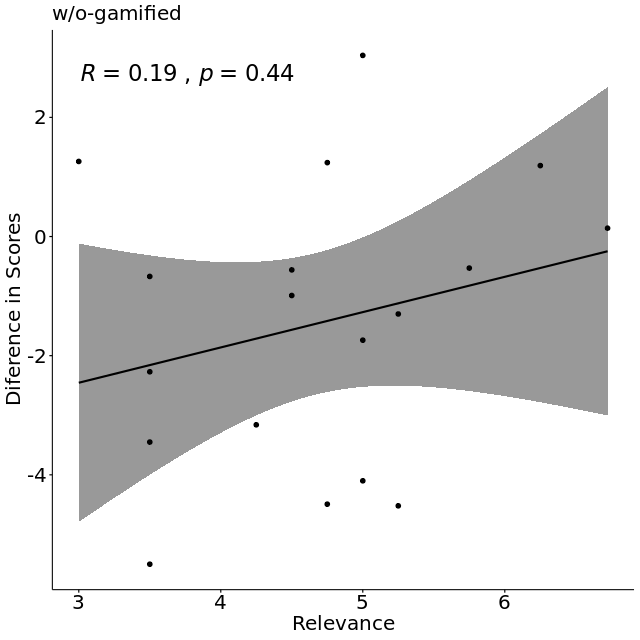 w/o-gamified
R = 0.19 , p = 0.44
2
0
-2
-4
Diference in Scores
3 4 5 6
Relevance